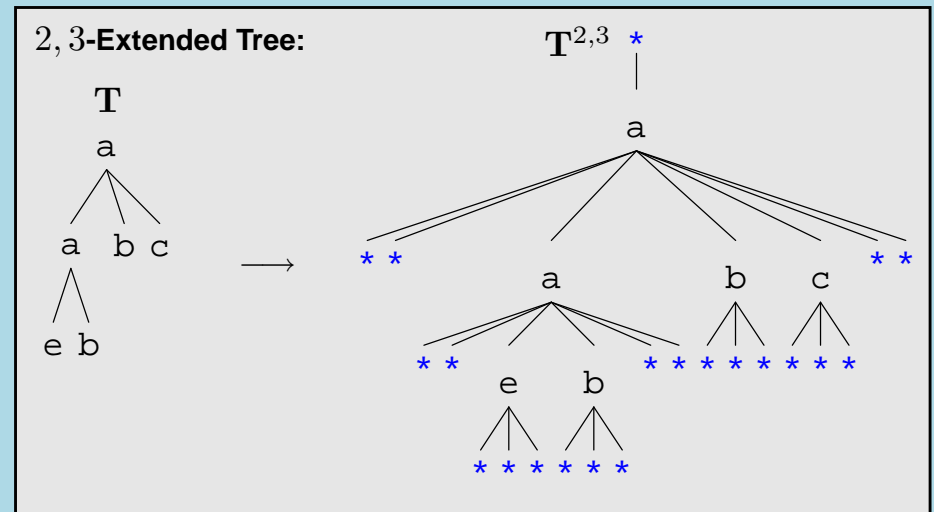 2, 3-Extended Tree:
T^{2,3} *
T
a
a
a b c
⟶
* * * *
a b c
e b
* * * * * * * * * *
e b
* * * * * *